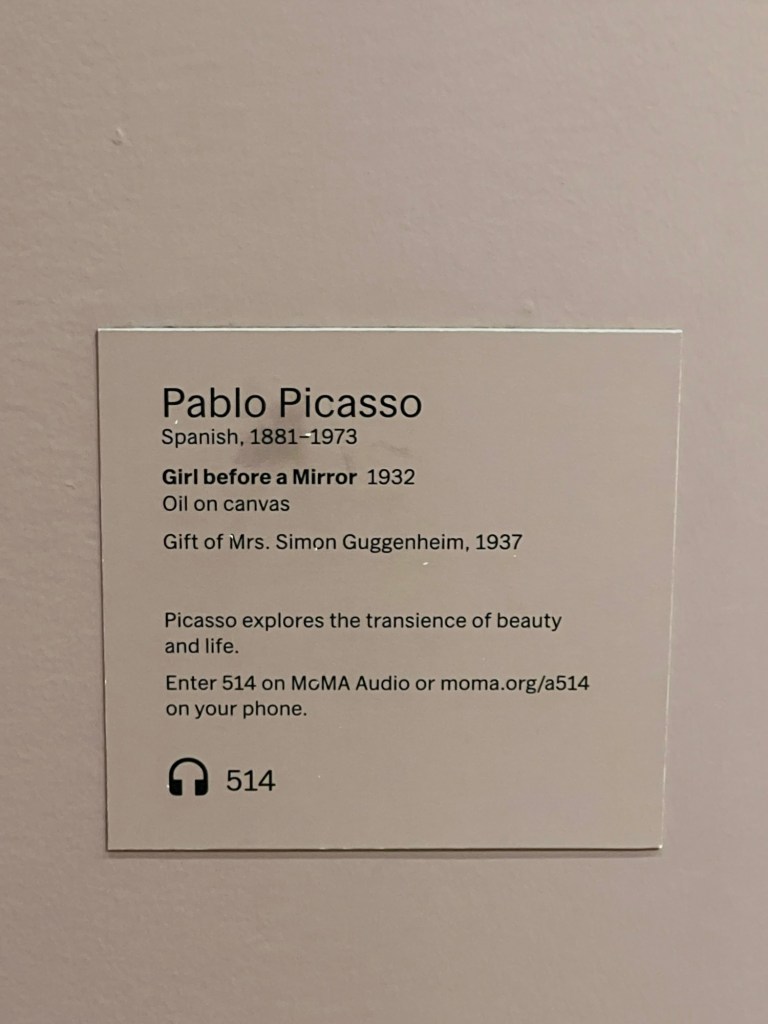 Pablo Picasso
Spanish, 1881–1973
Girl before a Mirror 1932
Oil on canvas
Gift of Mrs. Simon Guggenheim, 1937
Picasso explores the transience of beauty
and life.
Enter 514 on MoMA Audio or moma.org/a514
on your phone.
514